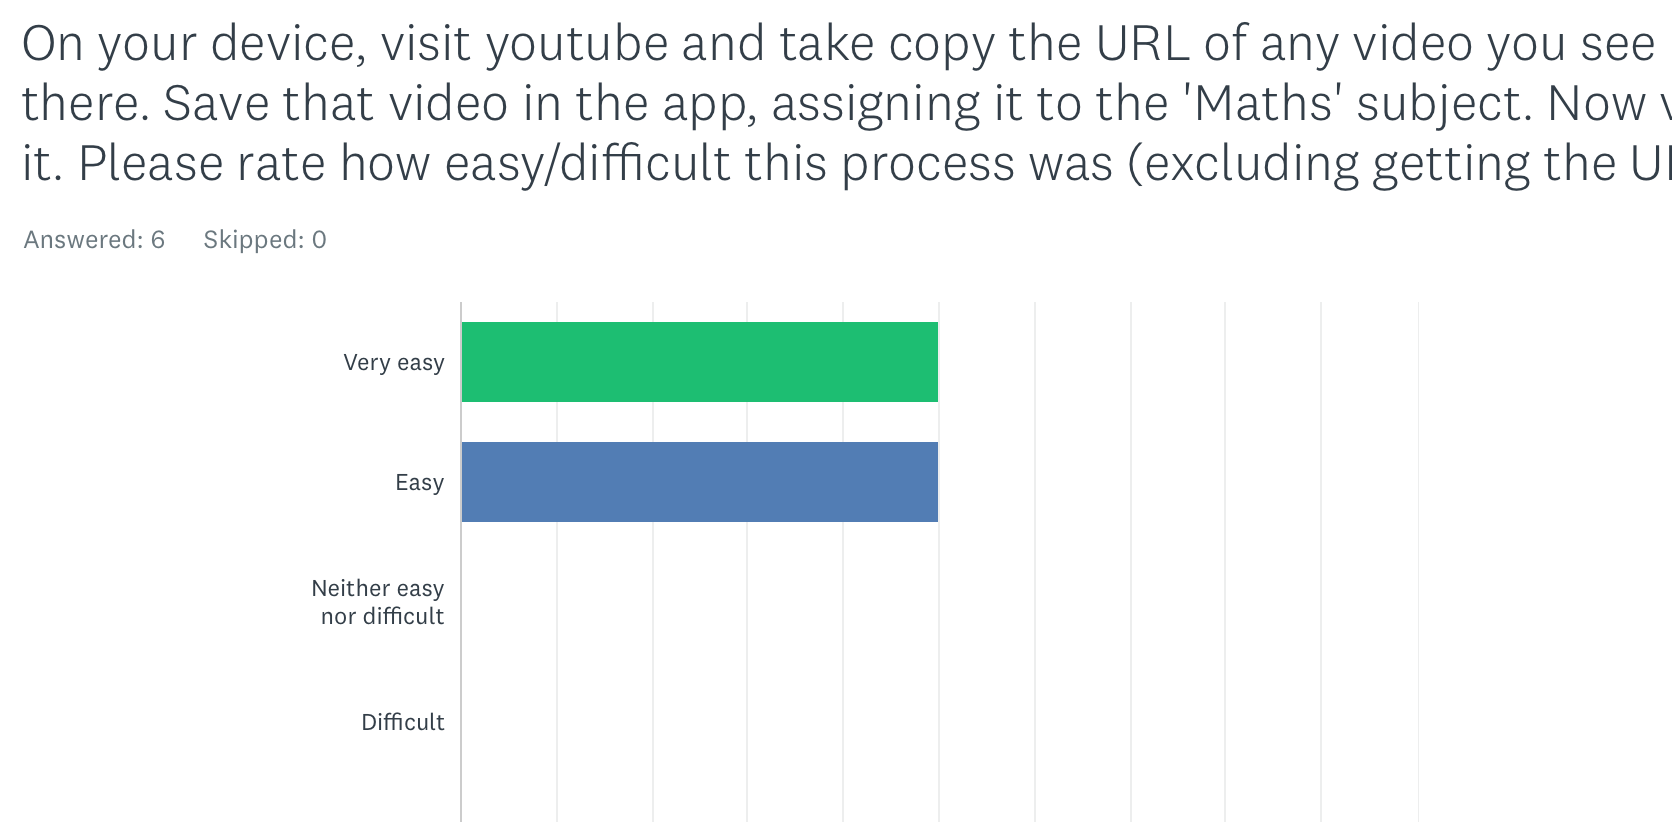 On your device, visit youtube and take copy the URL of any video you see
there. Save that video in the app, assigning it to the 'Maths' subject. Now
it. Please rate how easy/difficult this process was (excluding getting the
Answered: 6 Skipped: 0
Very easy
Easy
Neither easy
nor difficult
Difficult